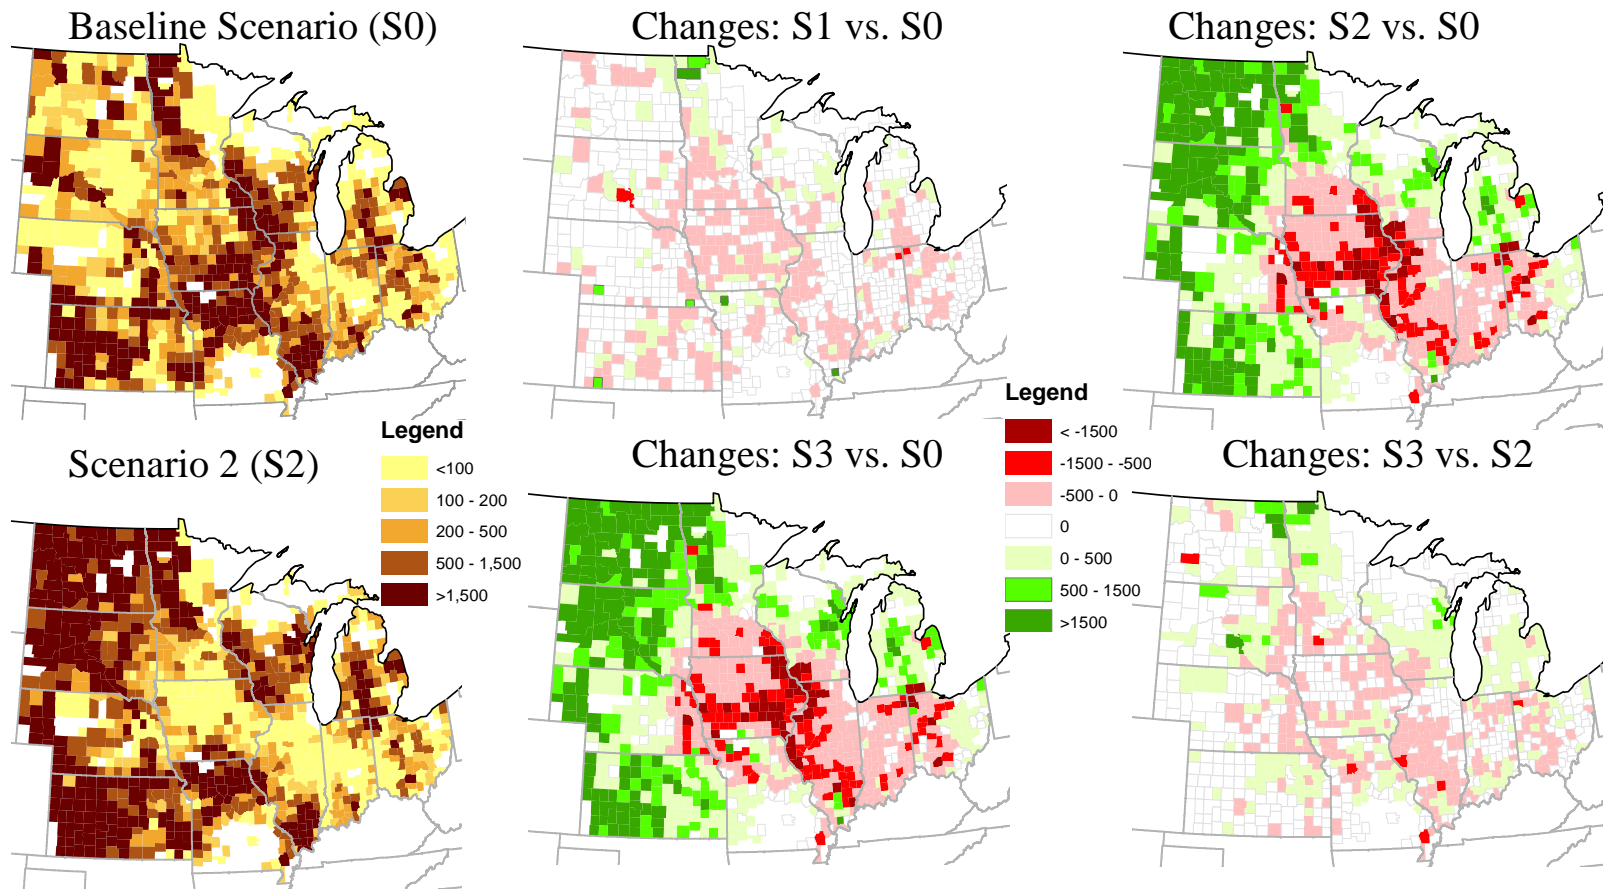 Baseline Scenario (S0)
Changes: S1 vs. S0
Changes: S2 vs. S0
Legend
<100
100 - 200
200 - 500
500 - 1,500
>1,500
Legend
< -1500
-1500 - -500
-500 - 0
0
0 - 500
500 - 1500
>1500
Scenario 2 (S2)
Changes: S3 vs. S0
Changes: S3 vs. S2